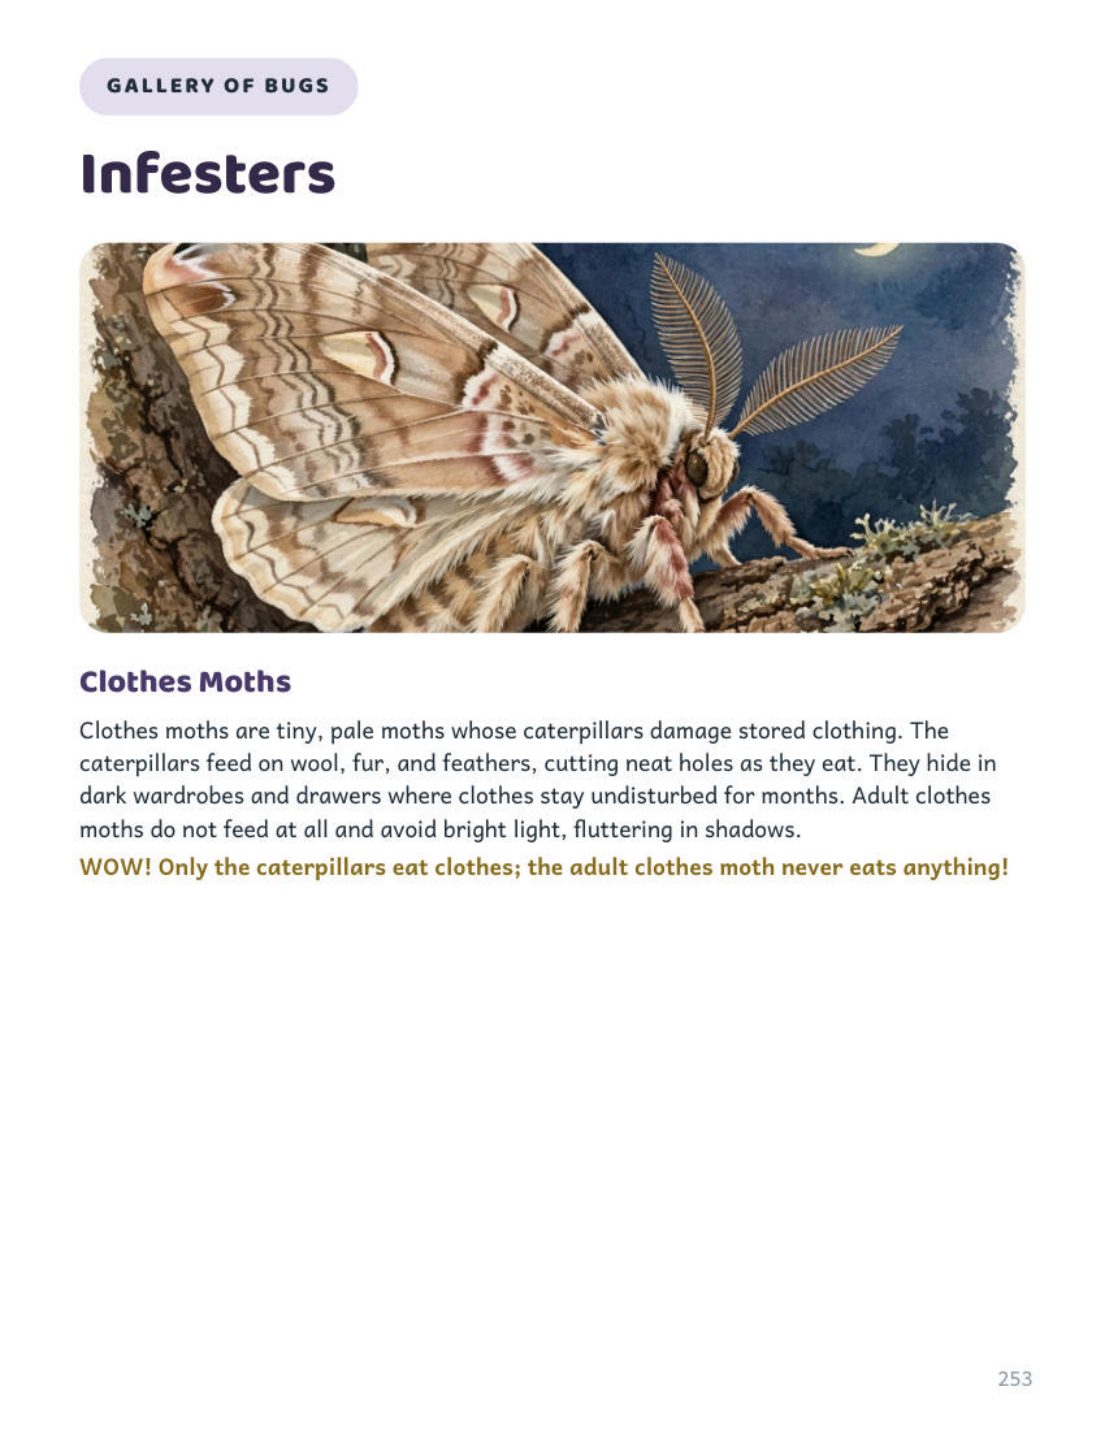 GALLERY OF BUGS
Infesters
Clothes Moths
Clothes moths are tiny, pale moths whose caterpillars damage stored clothing. The
caterpillars feed on wool, fur, and feathers, cutting neat holes as they eat. They hide in
dark wardrobes and drawers where clothes stay undisturbed for months. Adult clothes
moths do not feed at all and avoid bright light, fluttering in shadows.
WOW! Only the caterpillars eat clothes; the adult clothes moth never eats anything!
253